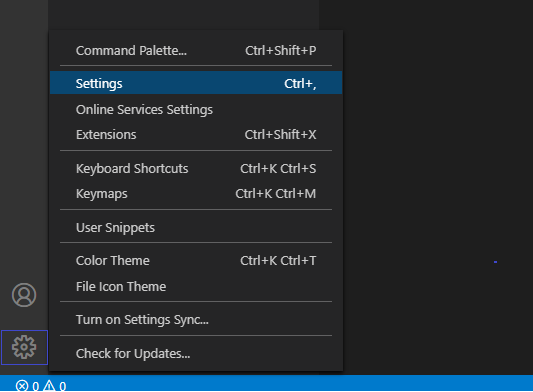 Command Palette... Ctrl+Shift+P
Settings Ctrl+,
Online Services Settings
Extensions Ctrl+Shift+X
Keyboard Shortcuts Ctrl+K Ctrl+S
Keymaps Ctrl+K Ctrl+M
User Snippets
Color Theme Ctrl+K Ctrl+T
File Icon Theme
Turn on Settings Sync...
Check for Updates...
0 0